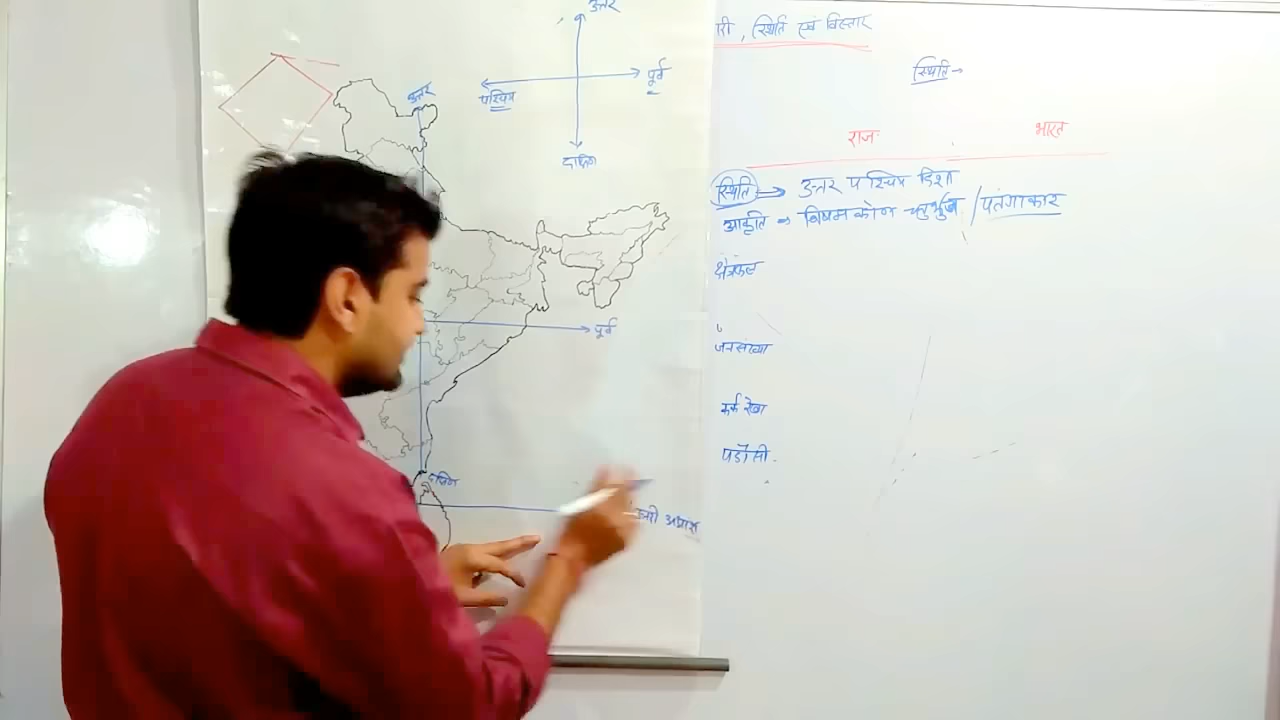 उत्तर
पूर्व
पश्चिम
दक्षिण
उत्तर
पूर्व
दक्षिण
री , स्थिति एवं विस्तार
स्थिति →
राज. भारत
स्थिति → उत्तर पश्चिम दिशा
आकृति ⇒ विषमकोण चतुर्भुज / पतंगाकार
क्षेत्रफल
जनसंख्या
कर्क रेखा
पडौसी